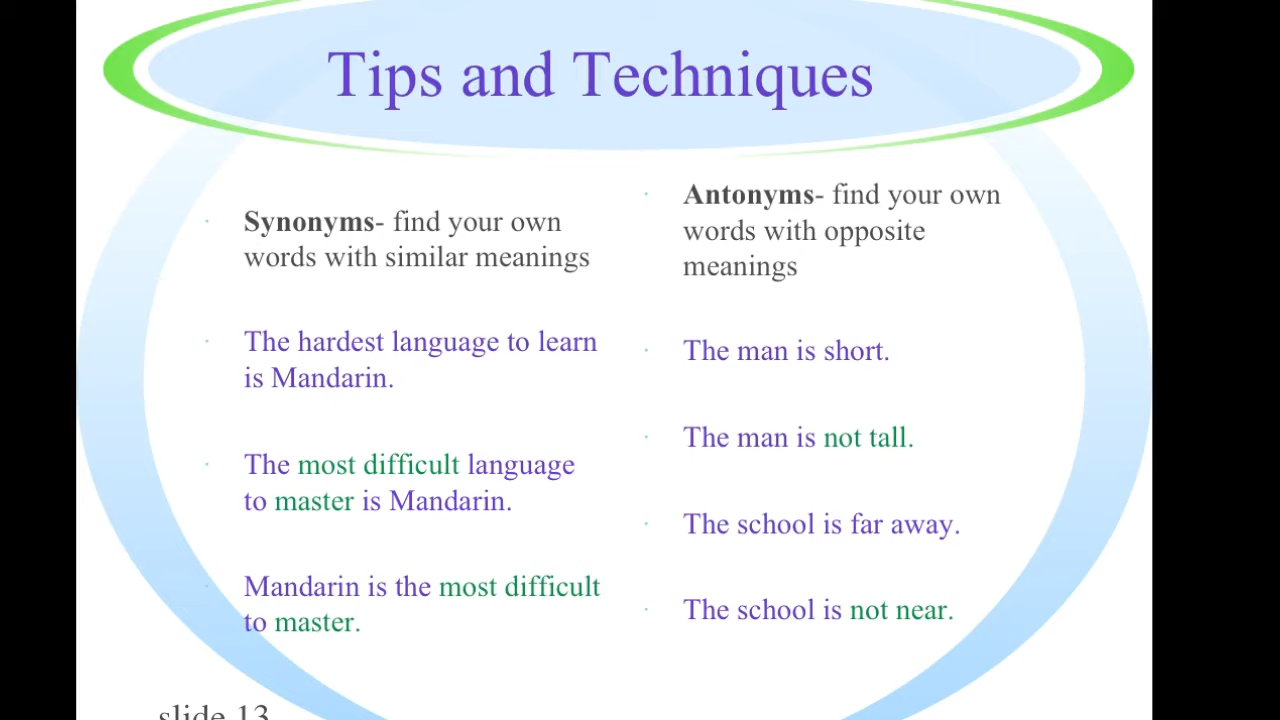 Tips and Techniques
Synonyms- find your own
words with similar meanings
The hardest language to learn
is Mandarin.
The most difficult language
to master is Mandarin.
Mandarin is the most difficult
to master.
Antonyms- find your own
words with opposite
meanings
The man is short.
The man is not tall.
The school is far away.
The school is not near.
slide 13